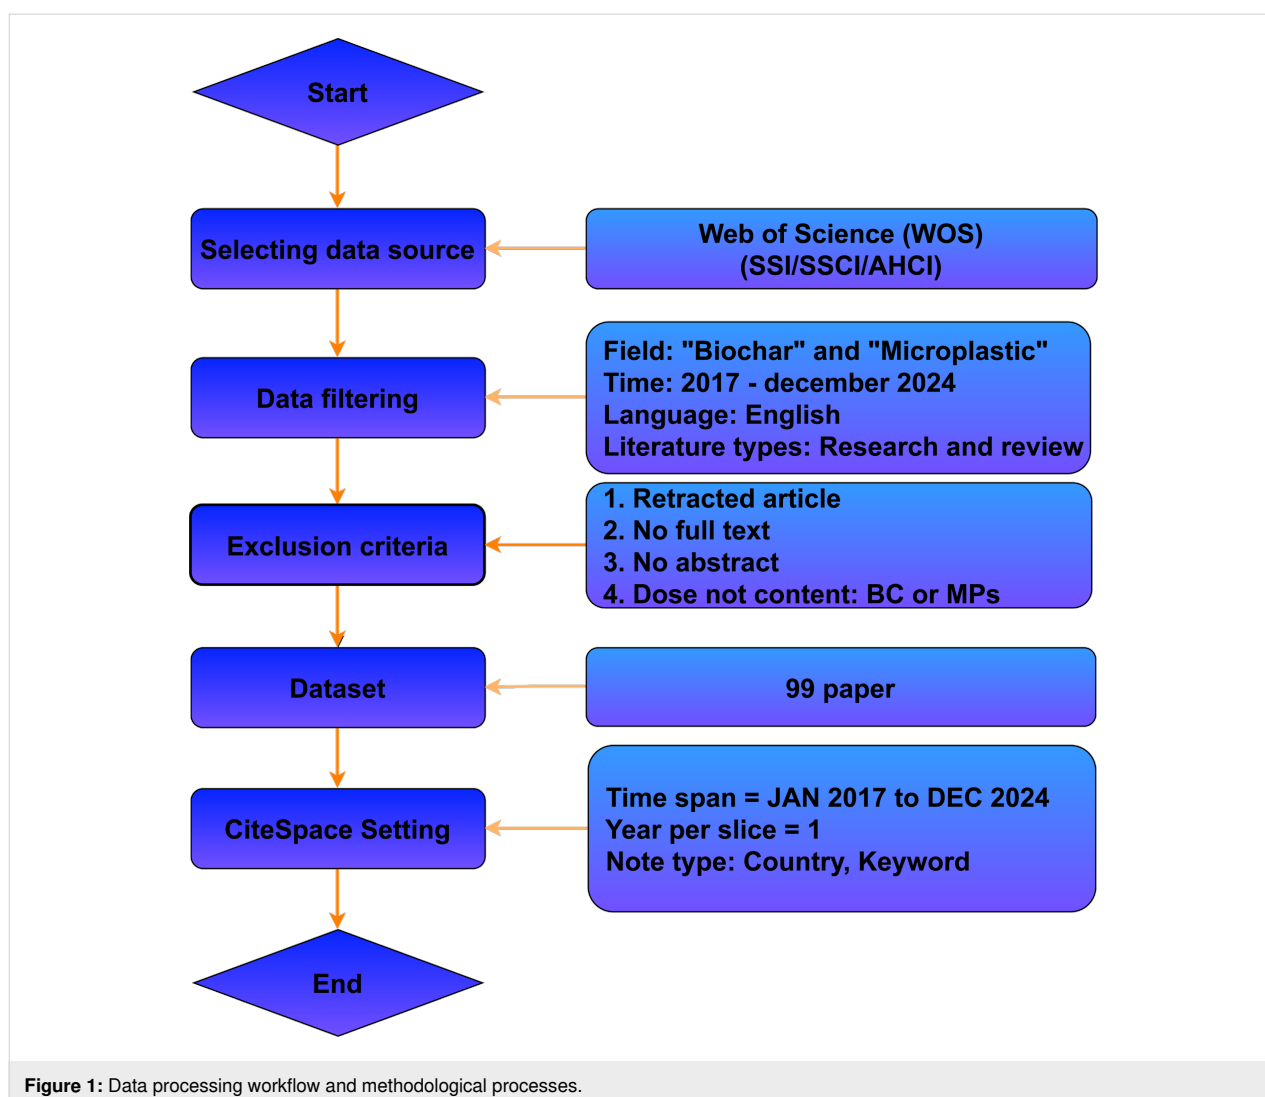 Start
Selecting data source
Web of Science (WOS)
(SSI/SSCI/AHCI)
Data filtering
Field: "Biochar" and "Microplastic"
Time: 2017 - december 2024
Language: English
Literature types: Research and review
Exclusion criteria
1. Retracted article
2. No full text
3. No abstract
4. Dose not content: BC or MPs
Dataset
99 paper
CiteSpace Setting
Time span = JAN 2017 to DEC 2024
Year per slice = 1
Note type: Country, Keyword
End
Figure 1: Data processing workflow and methodological processes.